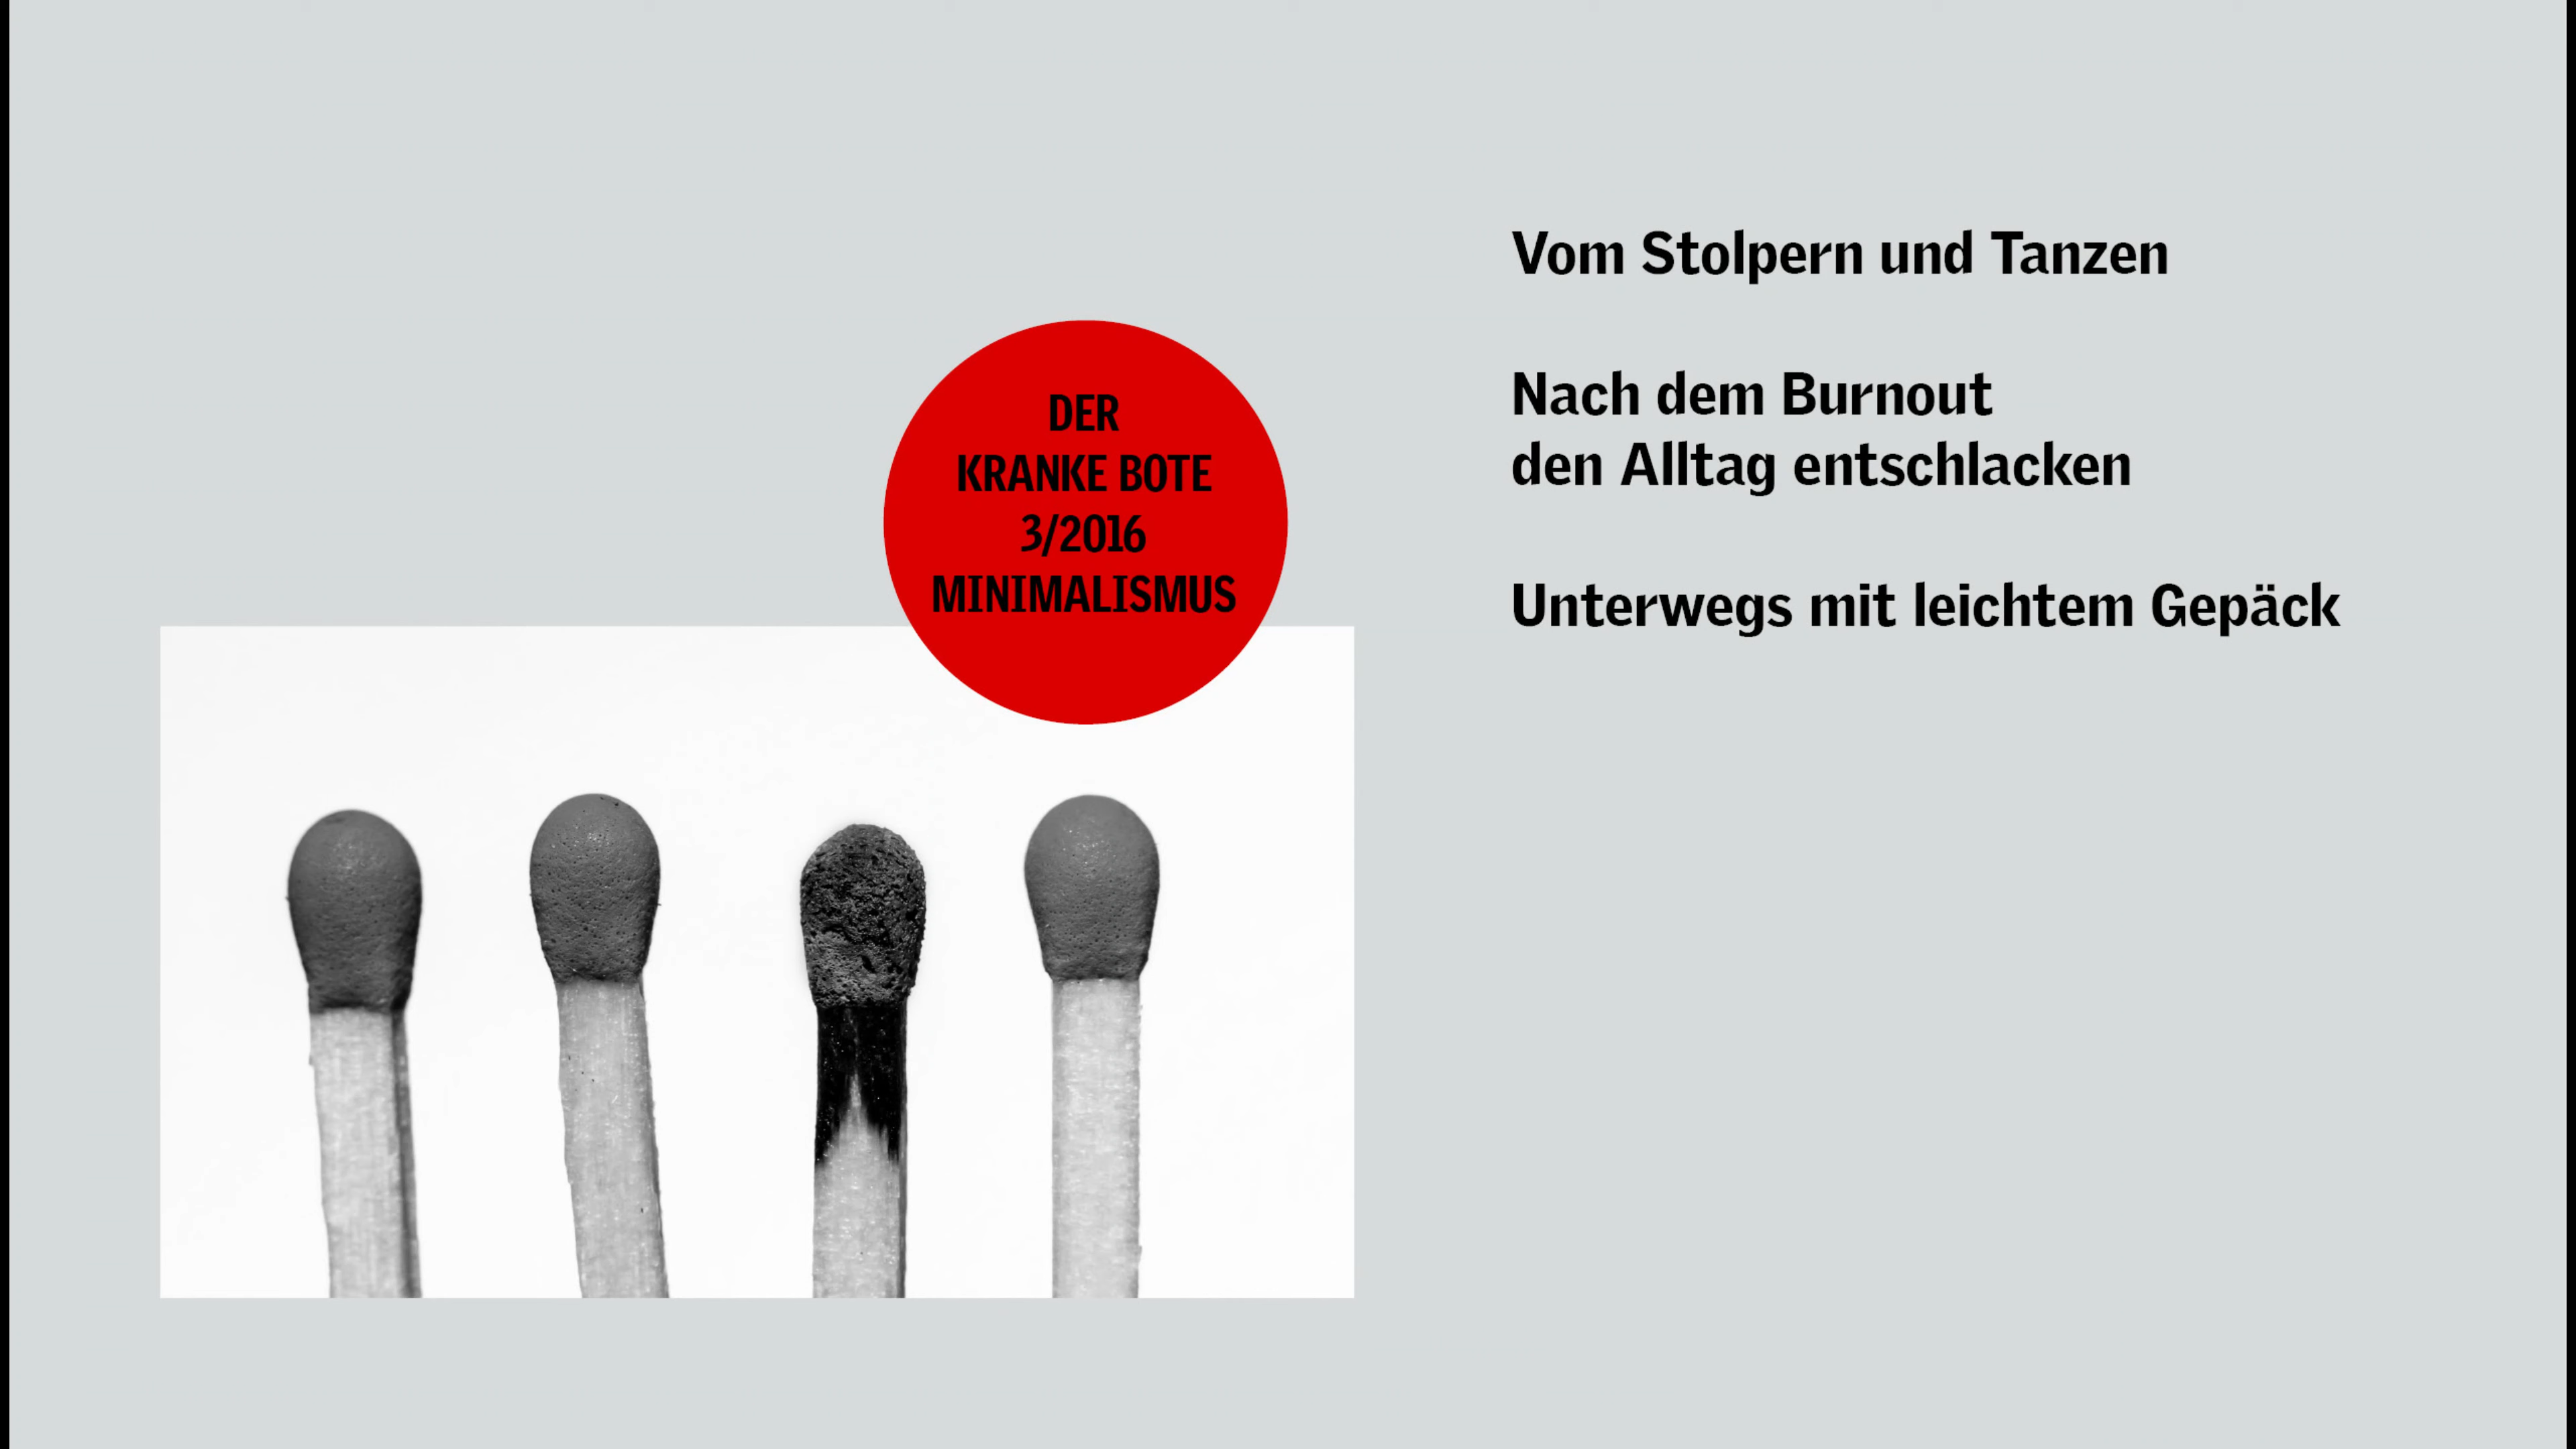 DER
KRANKE BOTE
3/2016
MINIMALISMUS
Vom Stolpern und Tanzen
Nach dem Burnout
den Alltag entschlacken
Unterwegs mit leichtem Gepäck